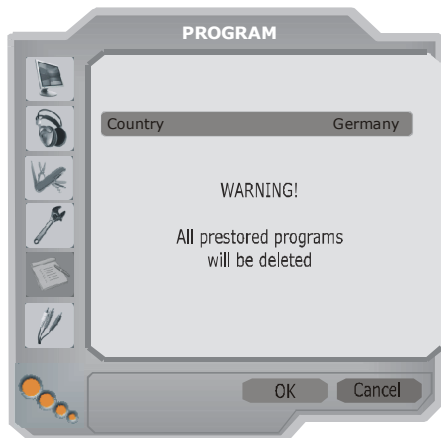 PROGRAM
Country Germany
WARNING!
All prestored programs
will be deleted
OK Cancel